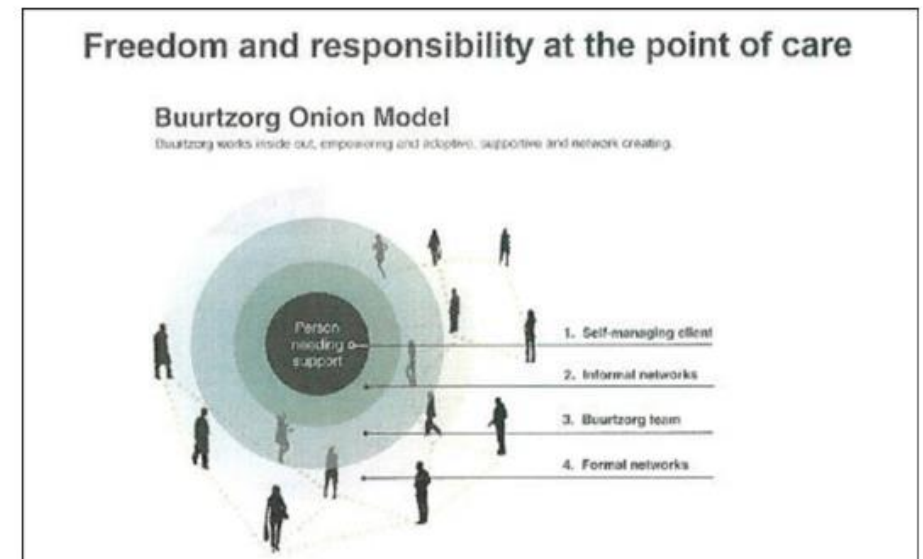 Freedom and responsibility at the point of care
Buurtzorg Onion Model
Buurtzorg works inside out, empowering and adaptive, supportive and network creating.
Person
needing
support
1. Self-managing client
2. Informal networks
3. Buurtzorg team
4. Formal networks